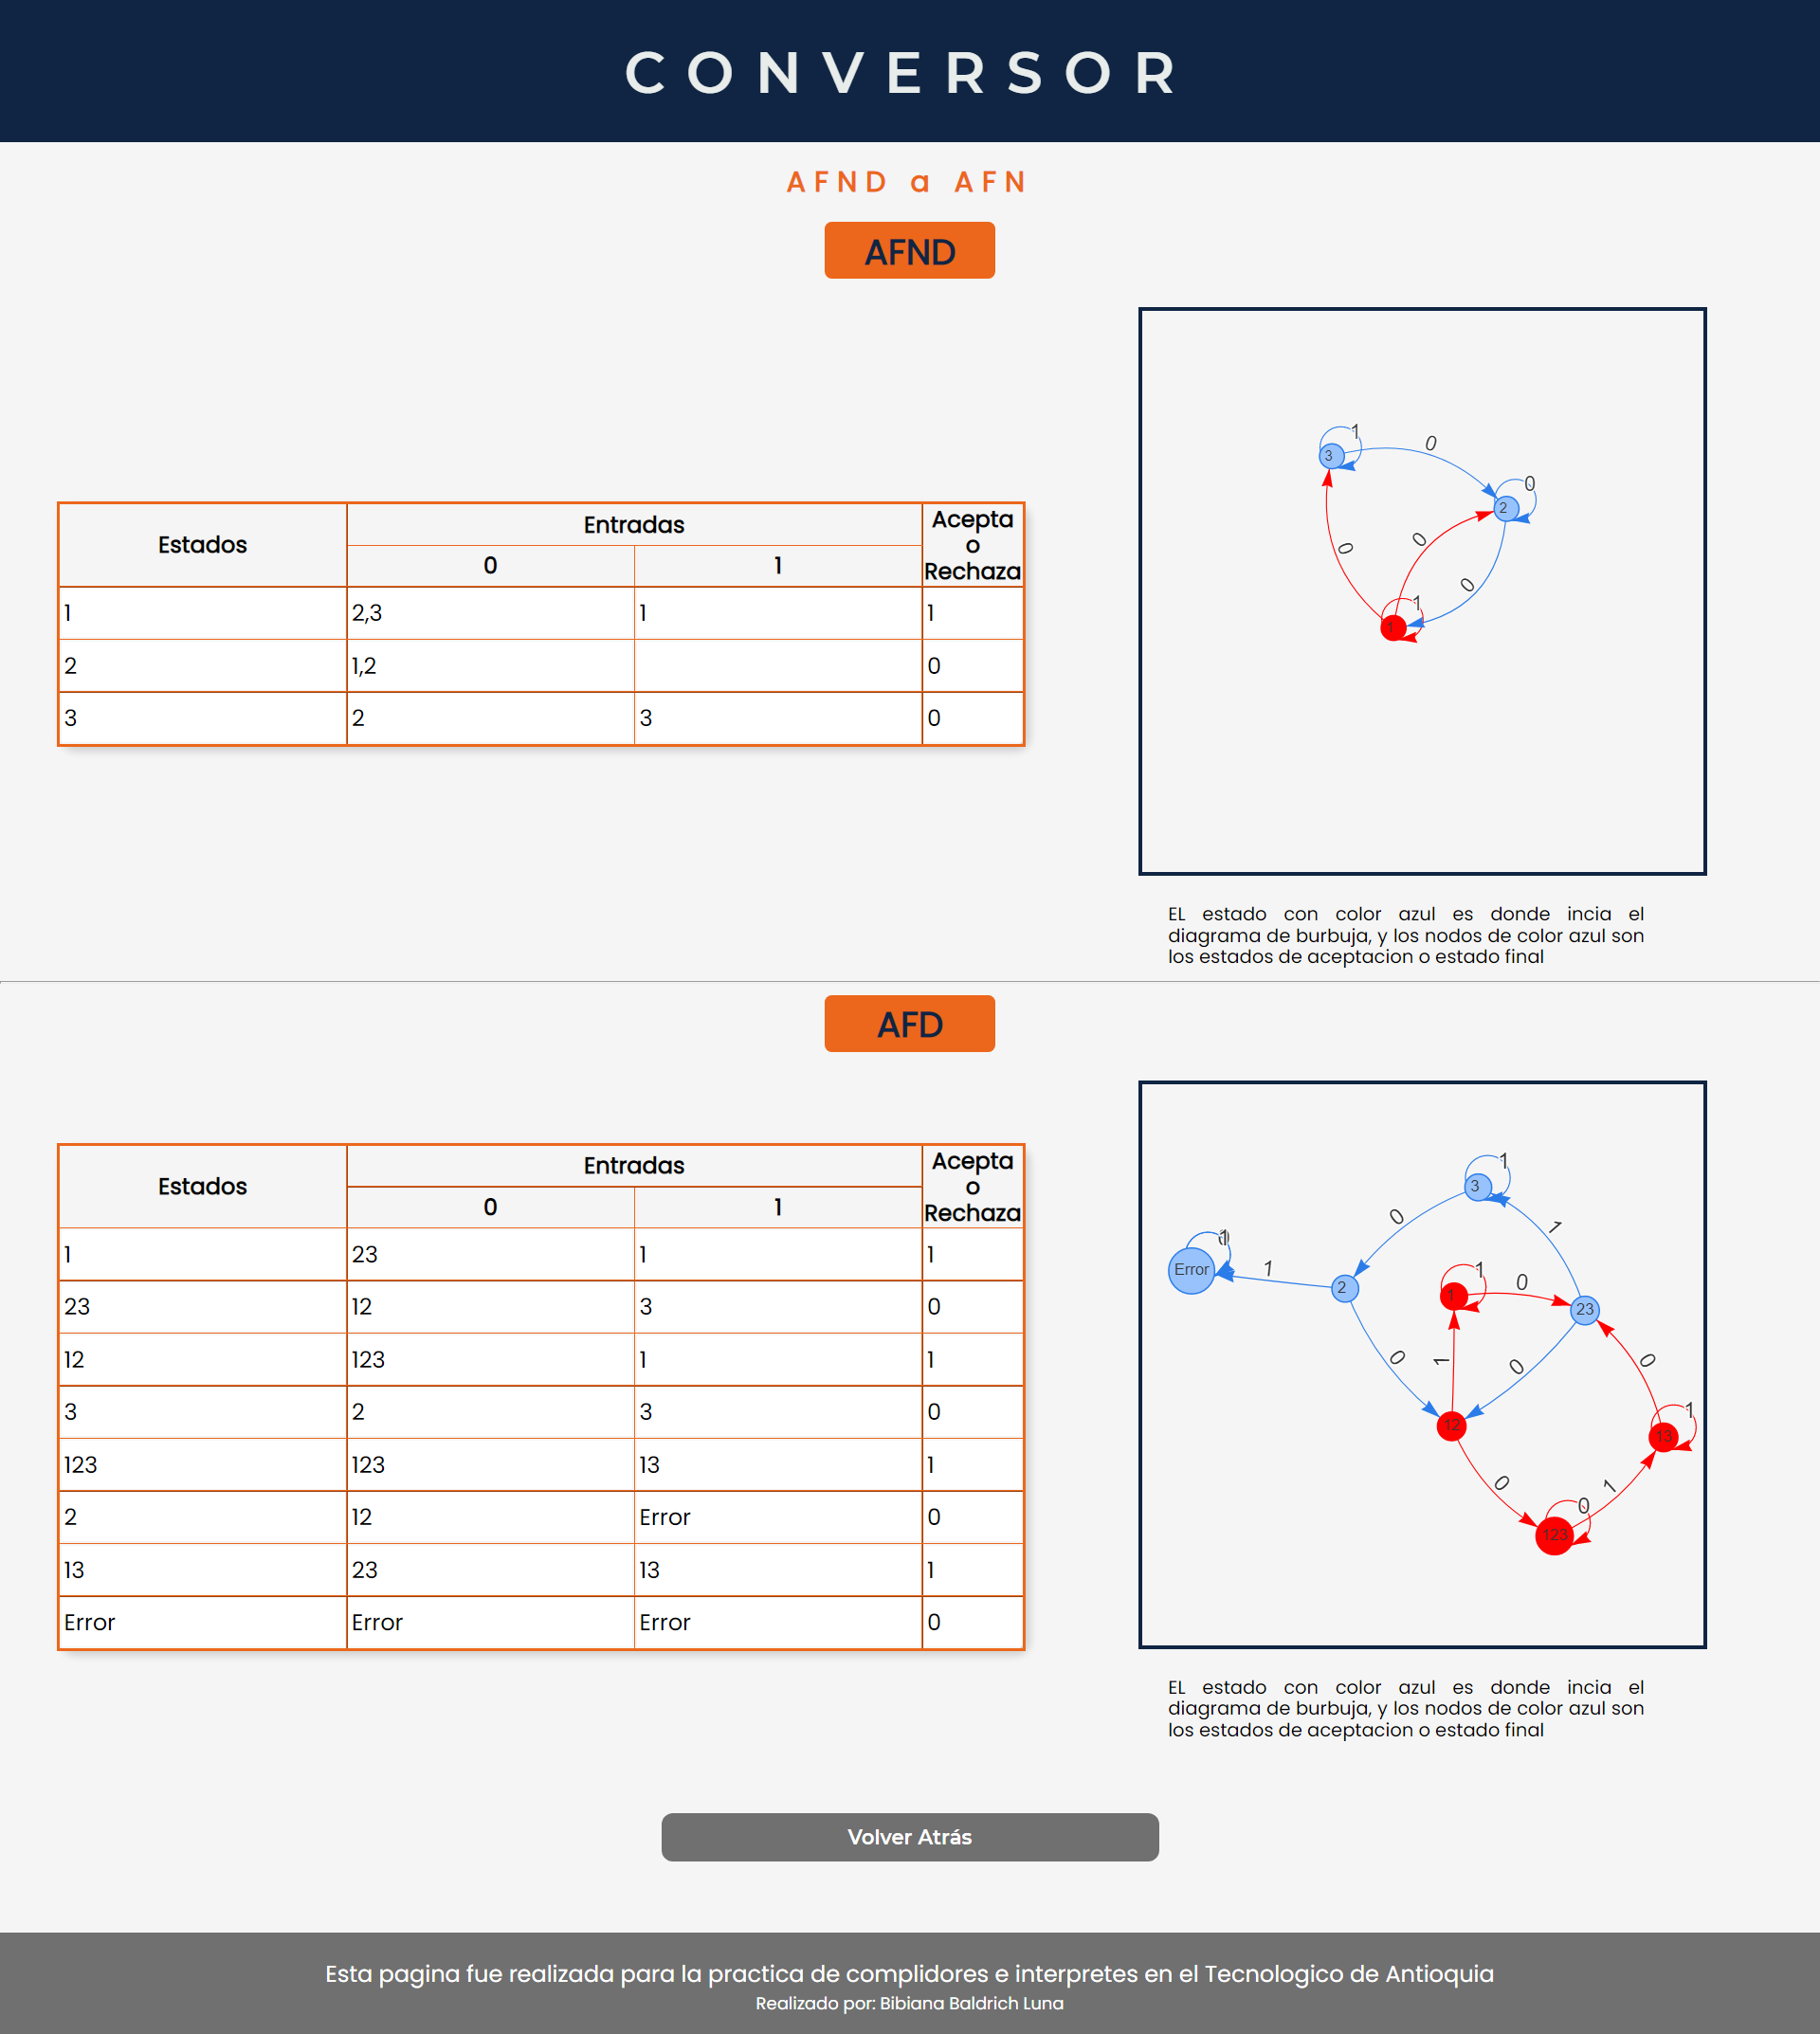 CONVERSOR
AFND a AFN
AFND
Estados
Entradas
Acepta
o
Rechaza
0 1
1 2,3 1 1
2 1,2 0
3 2 3 0
3
1
0
2
0
0
0
0
1
1
EL estado con color azul es donde incia el
diagrama de burbuja, y los nodos de color azul son
los estados de aceptacion o estado final
AFD
Estados
Entradas
Acepta
o
Rechaza
0 1
1 23 1 1
23 12 3 0
12 123 1 1
3 2 3 0
123 123 13 1
2 12 Error 0
13 23 13 1
Error Error Error 0
3
1
0
1
0
1
Error
1
2
1
1
0
23
0
1
0
0
12
13
1
0
1
0
123
EL estado con color azul es donde incia el
diagrama de burbuja, y los nodos de color azul son
los estados de aceptacion o estado final
Volver Atrás
Esta pagina fue realizada para la practica de complidores e interpretes en el Tecnologico de Antioquia
Realizado por: Bibiana Baldrich Luna